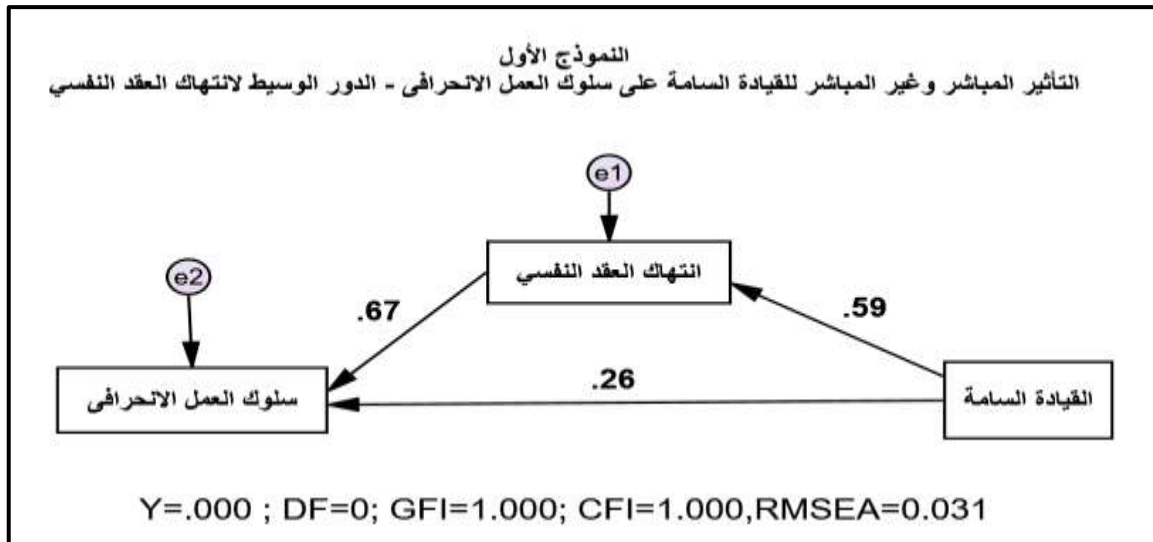 النموذج الأول
التأثير المباشر وغير المباشر للقيادة السامة على سلوك العمل الانحرافى - الدور الوسيط لانتهاك العقد النفسي
e1
انتهاك العقد النفسي
e2
.67
.59
سلوك العمل الانحرافى
.26
القيادة السامة
Y=.000 ; DF=0; GFI=1.000; CFI=1.000,RMSEA=0.031